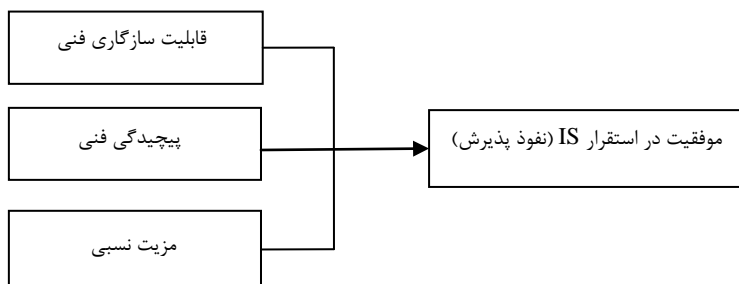 قابلیت سازگاری فنی
پیچیدگی فنی
موفقیت در استقرار IS (نفوذ پذیرش)
مزیت نسبی